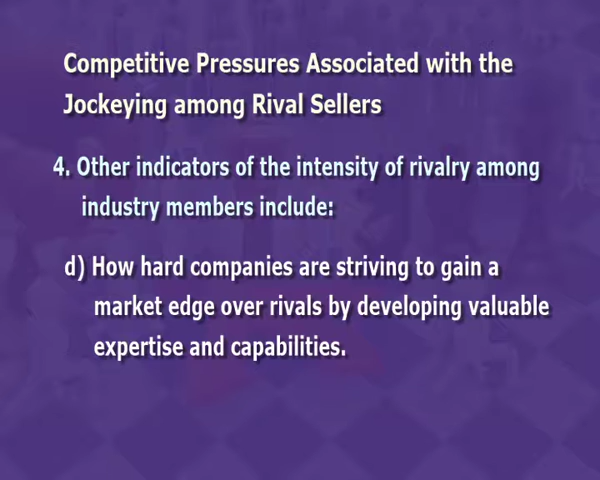 Competitive Pressures Associated with the
Jockeying among Rival Sellers
4. Other indicators of the intensity of rivalry among
industry members include:
d) How hard companies are striving to gain a
market edge over rivals by developing valuable
expertise and capabilities.